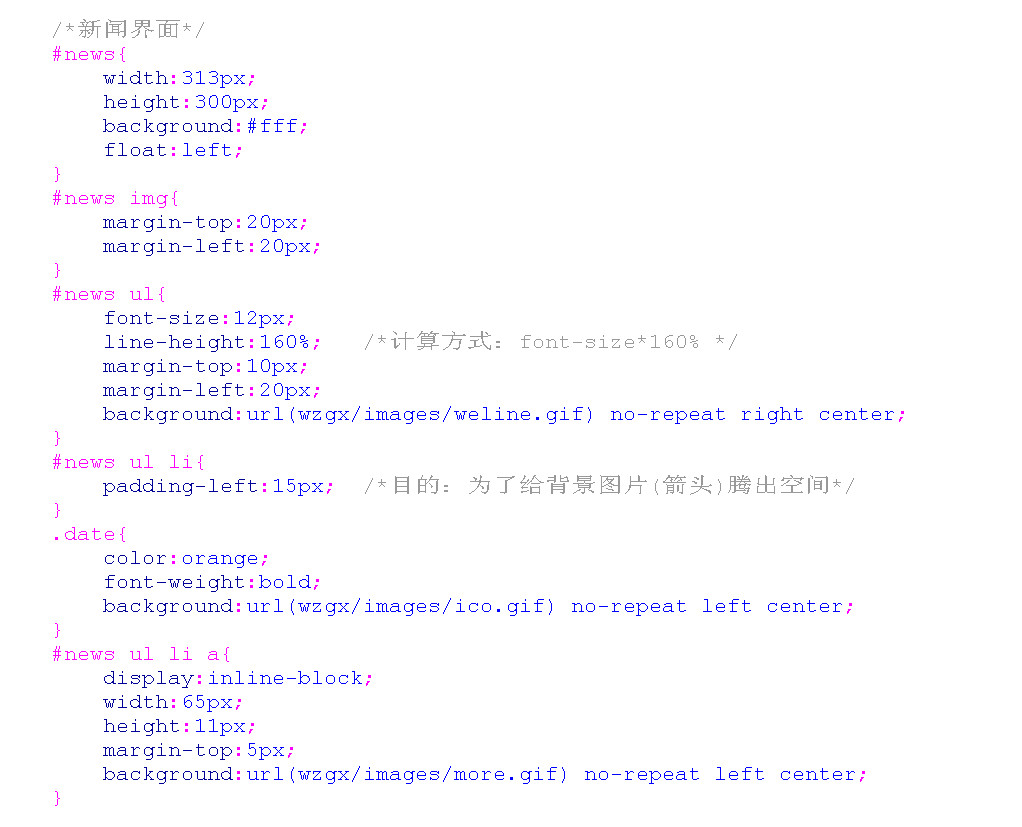 /*新闻界面*/
#news{
    width:313px;
    height:300px;
    background:#fff;
    float:left;
}
#news img{
    margin-top:20px;
    margin-left:20px;
}
#news ul{
    font-size:12px;
    line-height:160%;   /*计算方式：font-size*160% */
    margin-top:10px;
    margin-left:20px;
    background:url(wzgx/images/weline.gif) no-repeat right center;
}
#news ul li{
    padding-left:15px;  /*目的：为了给背景图片(箭头)腾出空间*/
}
.date{
    color:orange;
    font-weight:bold;
    background:url(wzgx/images/ico.gif) no-repeat left center;
}
#news ul li a{
    display:inline-block;
    width:65px;
    height:11px;
    margin-top:5px;
    background:url(wzgx/images/more.gif) no-repeat left center;
}